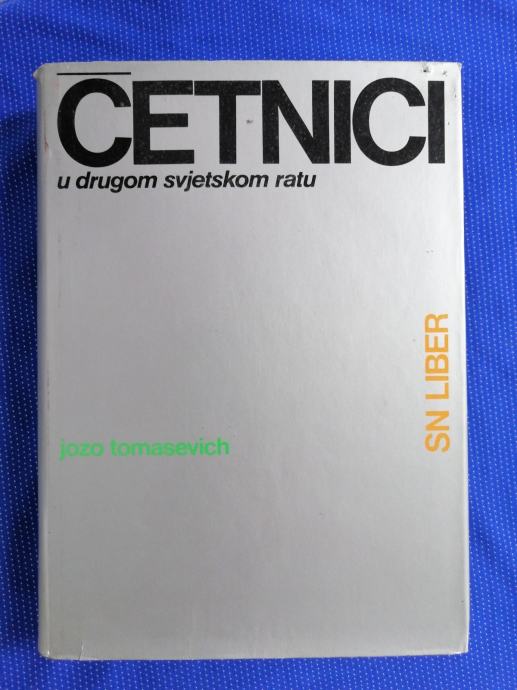 ČETNICI
u drugom svjetskom ratu
SN LIBER
jozo tomasevich